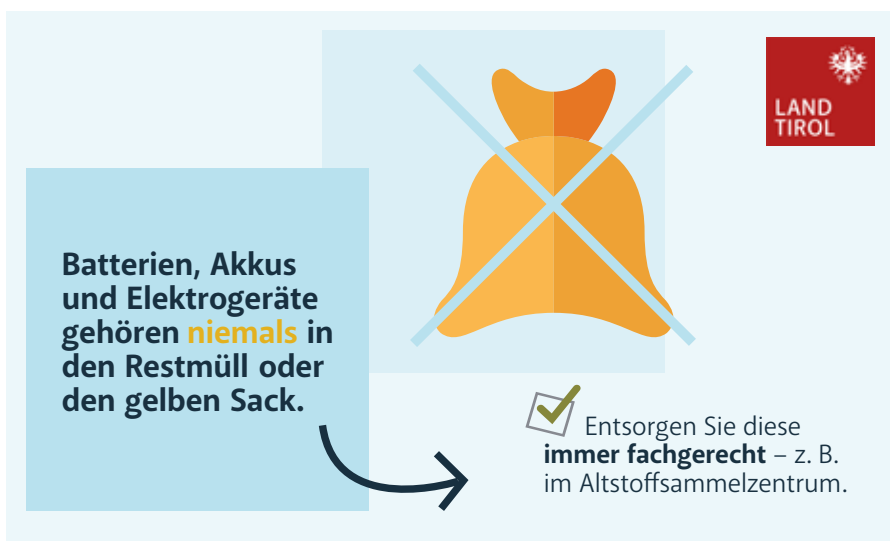 LAND
TIROL
Batterien, Akkus
und Elektrogeräte
gehören niemals in
den Restmüll oder
den gelben Sack.
Entsorgen Sie diese
immer fachgerecht – z. B.
im Altstoffsammelzentrum.